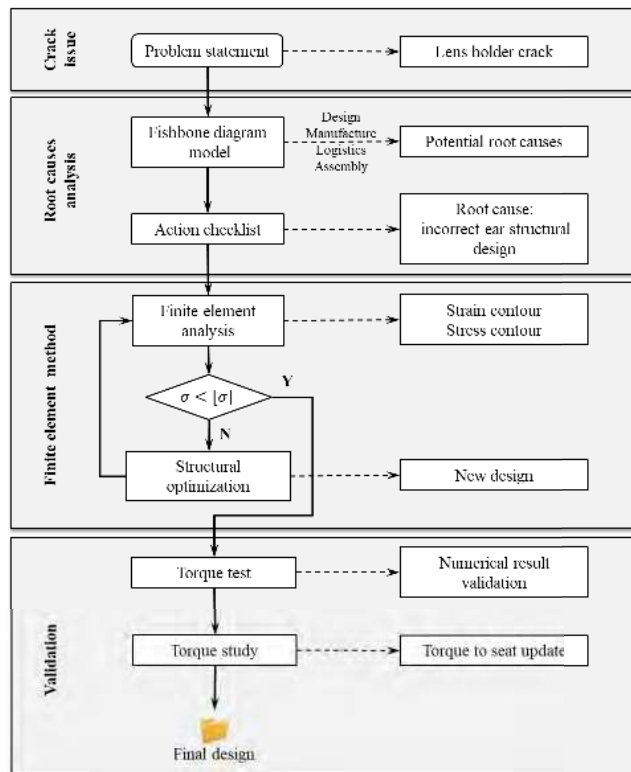 Crack
issue
Problem statement
Lens holder crack
Root causes
analysis
Fishbone diagram
model
Design
Manufacture
Logistics
Assembly
Potential root causes
Action checklist
Root cause:
incorrect ear structural
design
Finite element method
Finite element
analysis
Strain contour
Stress contour
σ < [σ]
Y
N
Structural
optimization
New design
Validation
Torque test
Numerical result
validation
Torque study
Torque to seat update
Final design